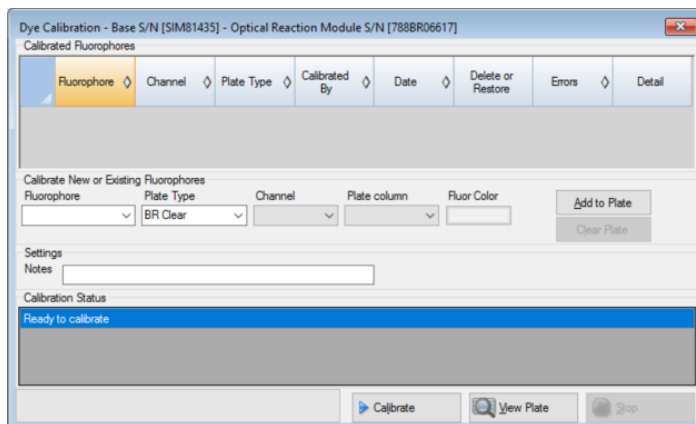 Dye Calibration - Base S/N [SIM81435] - Optical Reaction Module S/N [788BR06617]
Calibrated Fluorophores
Fluorophore Channel Plate Type Calibrated By Date Delete or Restore Errors Detail
Calibrate New or Existing Fluorophores
Fluorophore Plate Type Channel Plate column Fluor Color
BR Clear Add to Plate
Clear Plate
Settings
Notes
Calibration Status
Ready to calibrate
Calibrate View Plate Stop